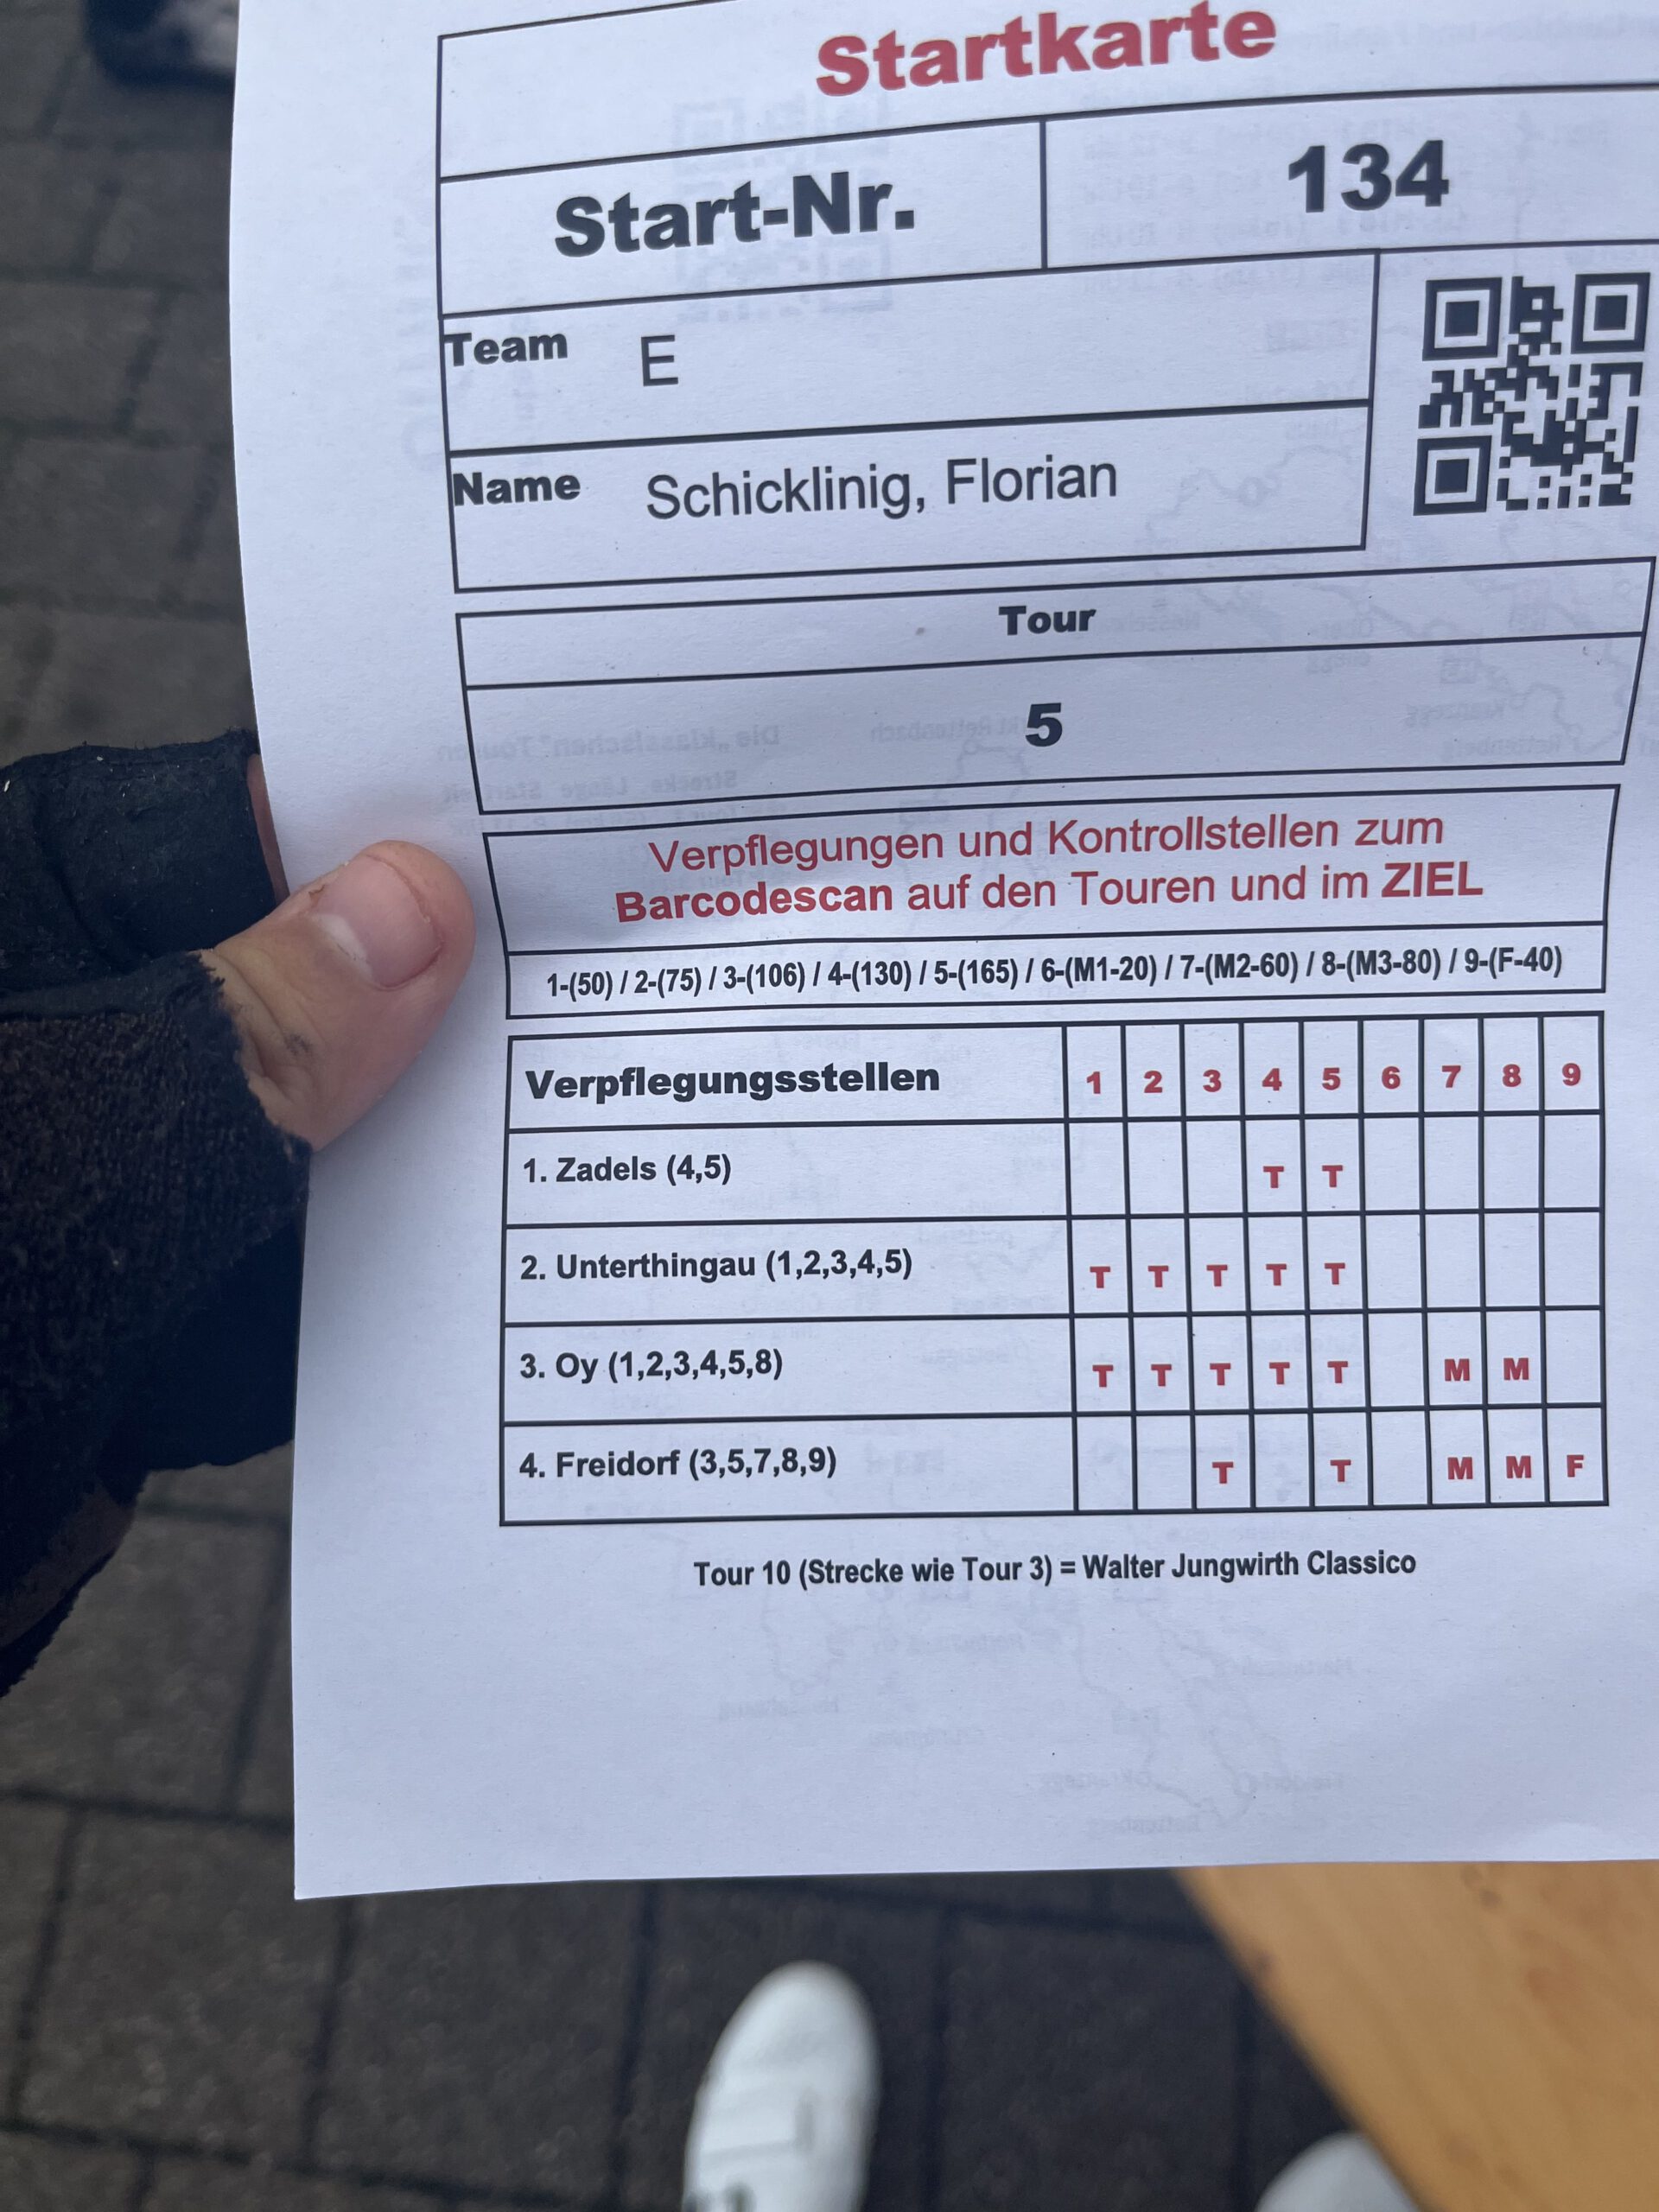 Startkarte
Start-Nr. 134
Team E
Name Schicklinig, Florian
Tour
5
Verpflegungen und Kontrollstellen zum
Barcodescan auf den Touren und im ZIEL
1-(50) / 2-(75) / 3-(106) / 4-(130) / 5-(165) / 6-(M1-20) / 7-(M2-60) / 8-(M3-80) / 9-(F-40)
Verpflegungsstellen 1 2 3 4 5 6 7 8 9
1. Zadels (4,5) T T
2. Unterthingau (1,2,3,4,5) T T T T T
3. Oy (1,2,3,4,5,8) T T T T T M M
4. Freidorf (3,5,7,8,9) T T M M F
Tour 10 (Strecke wie Tour 3) = Walter Jungwirth Classico